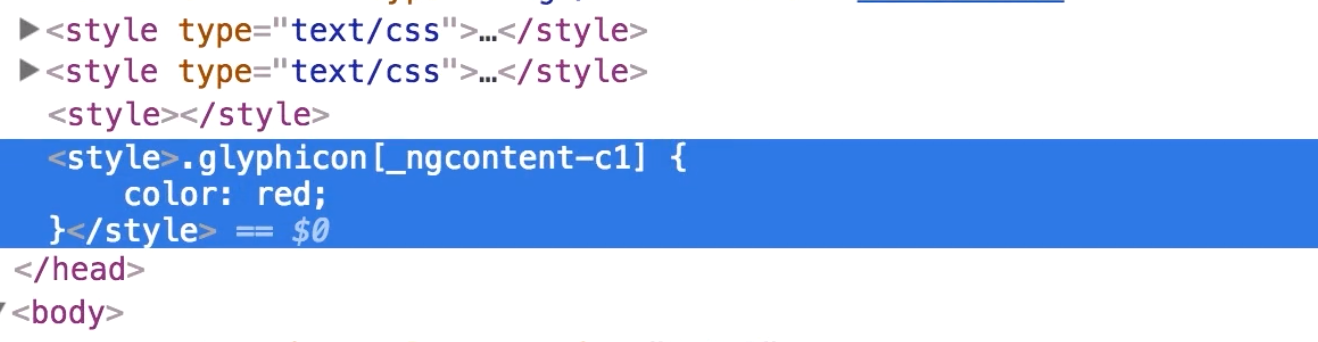 ▶<style type="text/css">…</style>
▶<style type="text/css">…</style>
<style></style>
<style>.glyphicon[_ngcontent-c1] {
color: red;
}</style> == $0
</head>
▼<body>